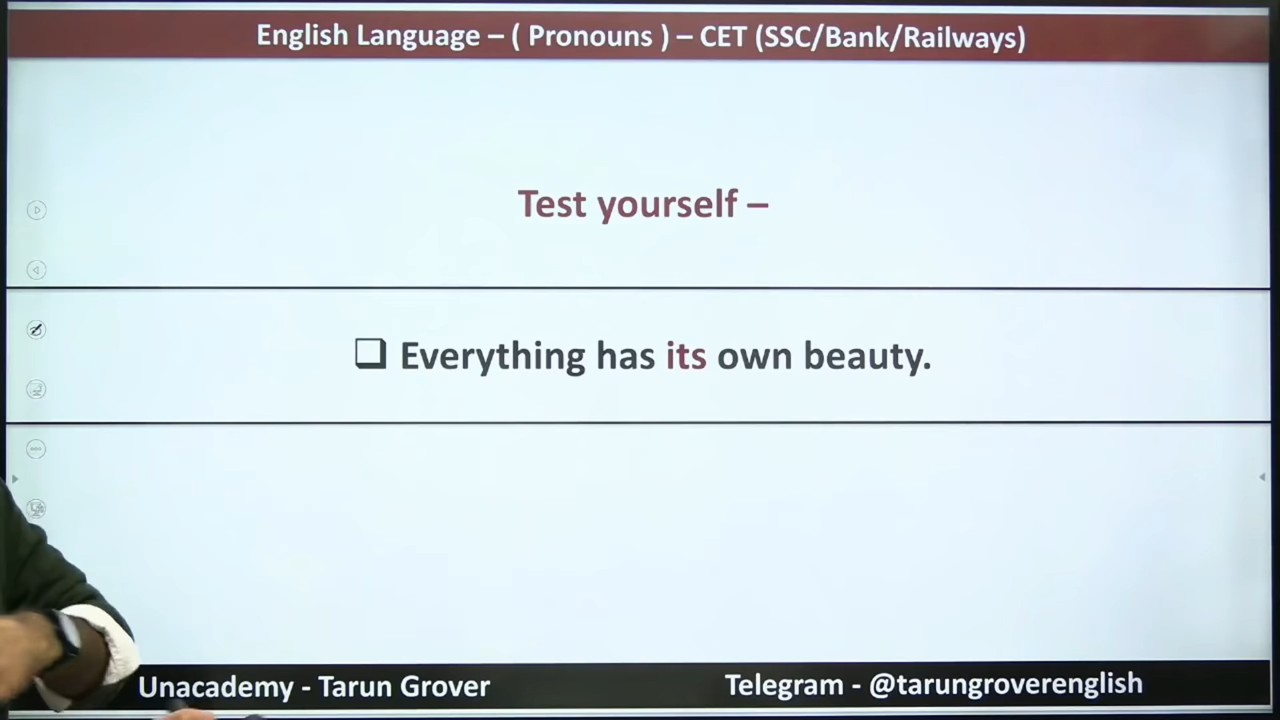 English Language – ( Pronouns ) – CET (SSC/Bank/Railways)
Test yourself –
❑ Everything has its own beauty.
Unacademy - Tarun Grover
Telegram - @tarungroverenglish